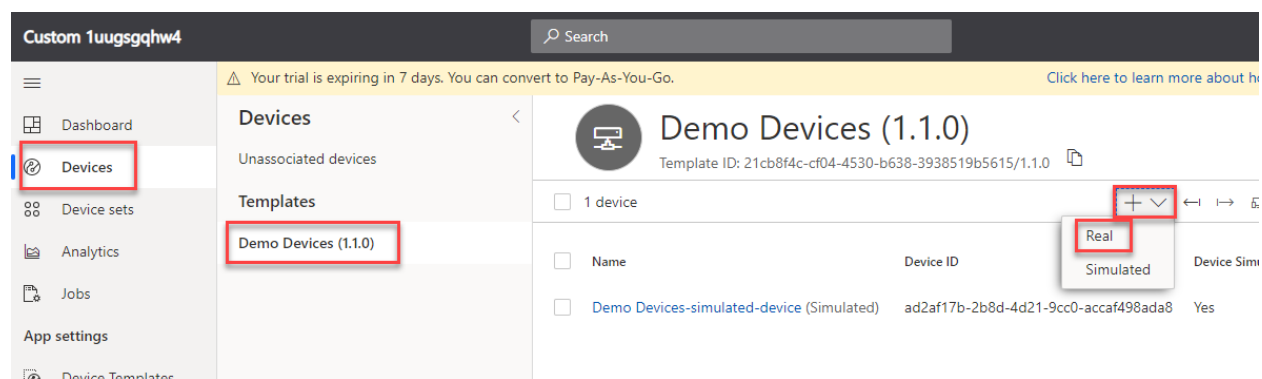 Custom 1uugsgqhw4
Search
Your trial is expiring in 7 days. You can convert to Pay-As-You-Go.
Click here to learn more about
Dashboard
Devices
Device sets
Analytics
Jobs
App settings
Device Templates
Devices
Unassociated devices
Templates
Demo Devices (1.1.0)
Demo Devices (1.1.0)
Template ID: 21cb8f4c-cf04-4530-b638-3938519b5615/1.1.0
1 device
Real
Simulated
Name Device ID Device Simu
Demo Devices-simulated-device (Simulated) ad2af17b-2b8d-4d21-9cc0-accaf498ada8 Yes